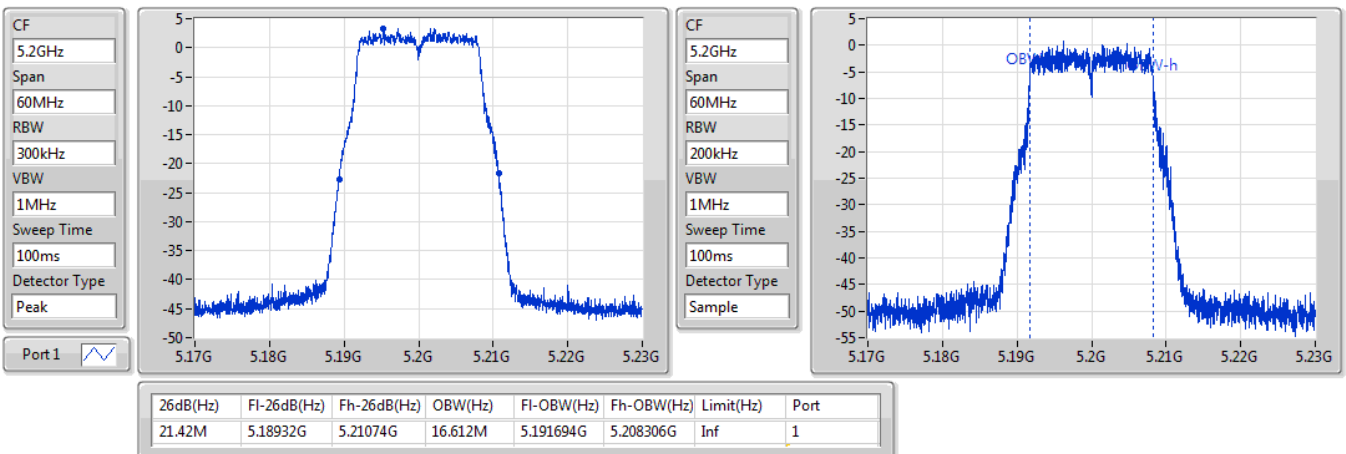 CF
5.2GHz
Span
60MHz
RBW
300kHz
VBW
1MHz
Sweep Time
100ms
Detector Type
Peak
Port 1
5-
0-
-5-
-10-
-15-
-20-
-25-
-30-
-35-
-40-
-45-
-50-
5.17G 5.18G 5.19G 5.2G 5.21G 5.22G 5.23G
CF
5.2GHz
Span
60MHz
RBW
200kHz
VBW
1MHz
Sweep Time
100ms
Detector Type
Sample
5-
0-
-5-
-10-
-15-
-20-
-25-
-30-
-35-
-40-
-45-
-50-
-55-
5.17G 5.18G 5.19G 5.2G 5.21G 5.22G 5.23G
26dB(Hz) Fl-26dB(Hz) Fh-26dB(Hz) OBW(Hz) Fl-OBW(Hz) Fh-OBW(Hz) Limit(Hz) Port
21.42M 5.18932G 5.21074G 16.612M 5.191694G 5.208306G Inf 1